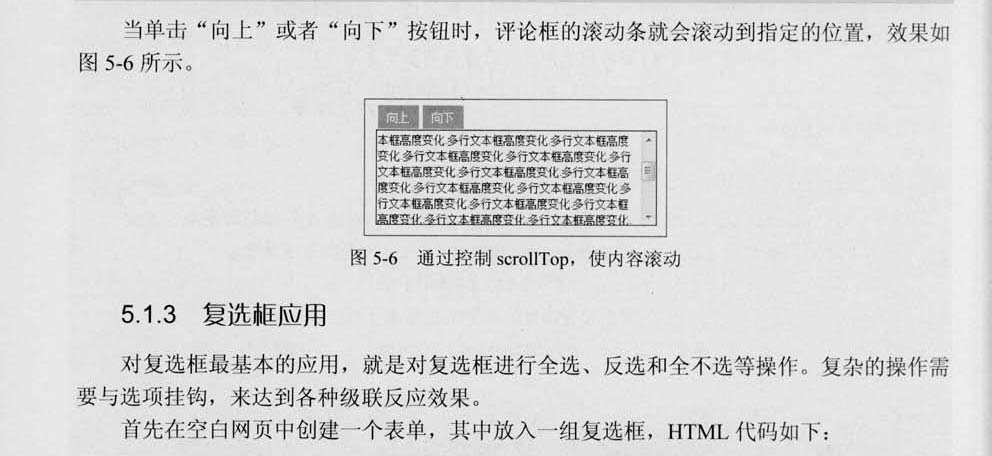 当单击“向上”或者“向下”按钮时，评论框的滚动条就会滚动到指定的位置，效果如
图 5-6 所示。
向上 向下
本框高度变化.多行文本框高度变化.多行文本框高度
变化.多行文本框高度变化.多行文本框高度变化.多行
文本框高度变化.多行文本框高度变化.多行文本框高
度变化.多行文本框高度变化.多行文本框高度变化.多
行文本框高度变化.多行文本框高度变化.多行文本框
高度变化.多行文本框高度变化.多行文本框高度变化.
图 5-6 通过控制 scrollTop，使内容滚动
5.1.3 复选框应用
对复选框最基本的应用，就是对复选框进行全选、反选和全不选等操作。复杂的操作需
要与选项挂钩，来达到各种级联反应效果。
首先在空白网页中创建一个表单，其中放入一组复选框，HTML 代码如下：